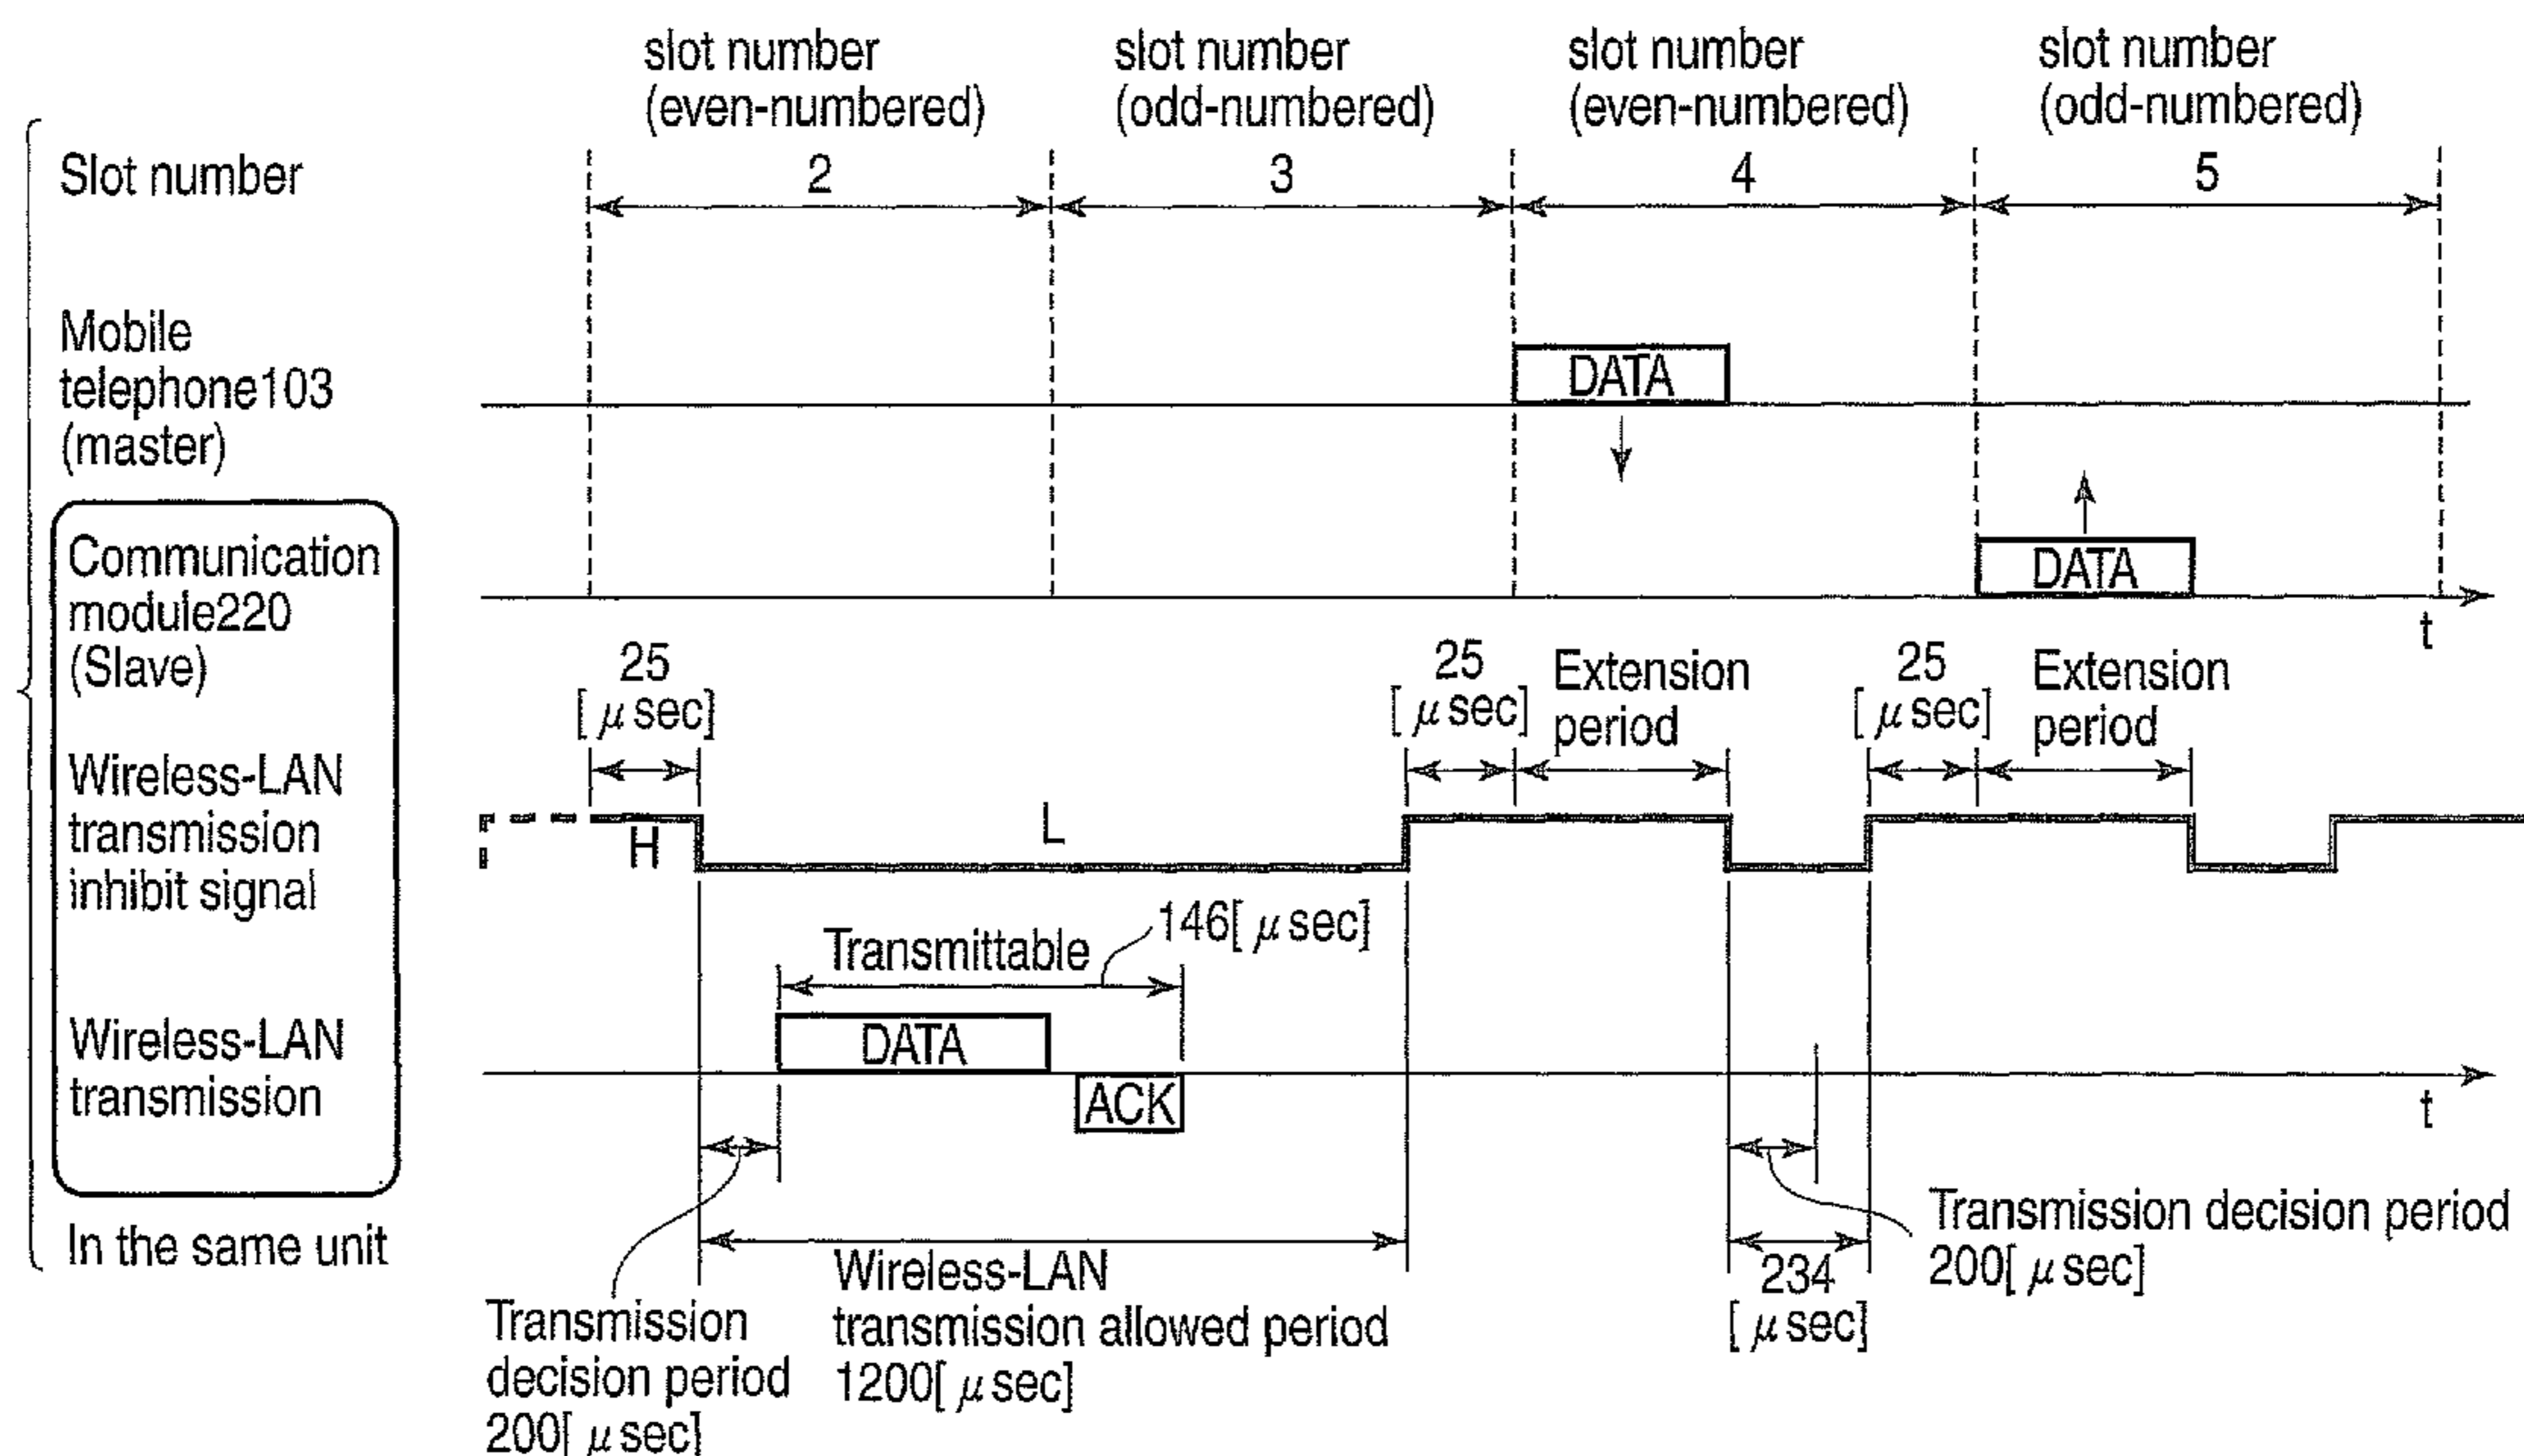 slot number
(even-numbered)
slot number
(odd-numbered)
slot number
(even-numbered)
slot number
(odd-numbered)
Slot number
2
3
4
5
Mobile
telephone103
(master)
DATA
Communication
module220
(Slave)
DATA
t
25
[μsec]
25
[μsec]
Extension
period
25
[μsec]
Extension
period
Wireless-LAN
transmission
inhibit signal
H
L
146[μsec]
Transmittable
Wireless-LAN
transmission
DATA
ACK
t
In the same unit
Transmission
decision period
200[μsec]
Wireless-LAN
transmission allowed period
1200[μsec]
234
[μsec]
Transmission decision period
200[μsec]